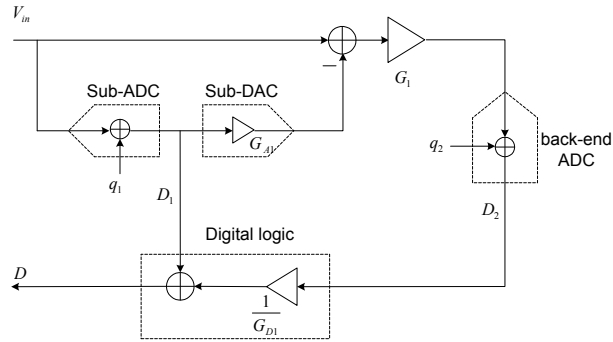 V_in
Sub-ADC
Sub-DAC
G_1
G_A1
q_1
q_2
back-end
ADC
D_1
D_2
Digital logic
D
1
G_D1